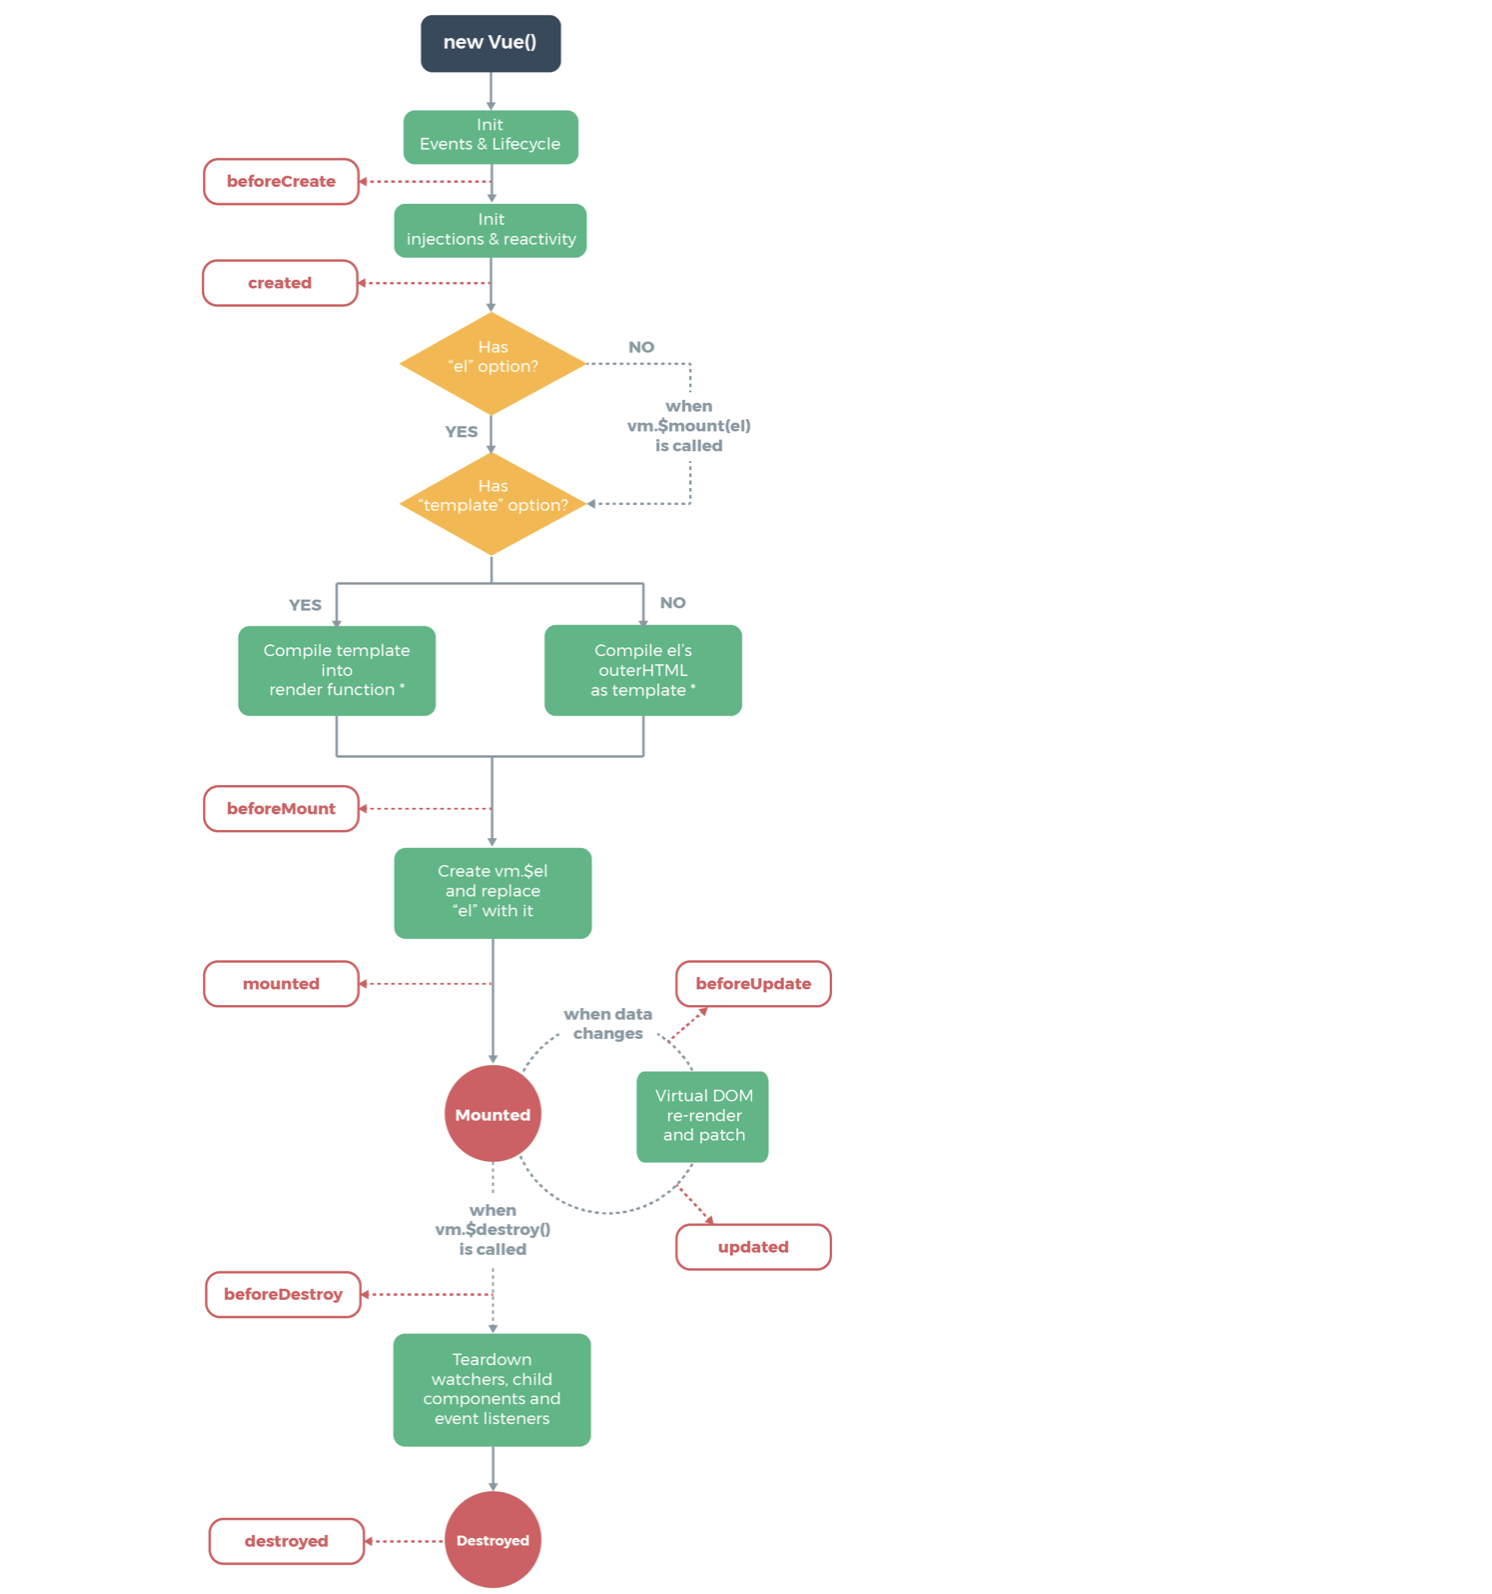 new Vue()
Init
Events & Lifecycle
beforeCreate
Init
injections & reactivity
created
Has
“el” option?
NO
when
vm.$mount(el)
is called
YES
Has
“template” option?
YES
NO
Compile template
into
render function *
Compile el’s
outerHTML
as template *
beforeMount
Create vm.$el
and replace
“el” with it
mounted
beforeUpdate
when data
changes
Mounted
Virtual DOM
re-render
and patch
when
vm.$destroy()
is called
updated
beforeDestroy
Teardown
watchers, child
components and
event listeners
destroyed
Destroyed